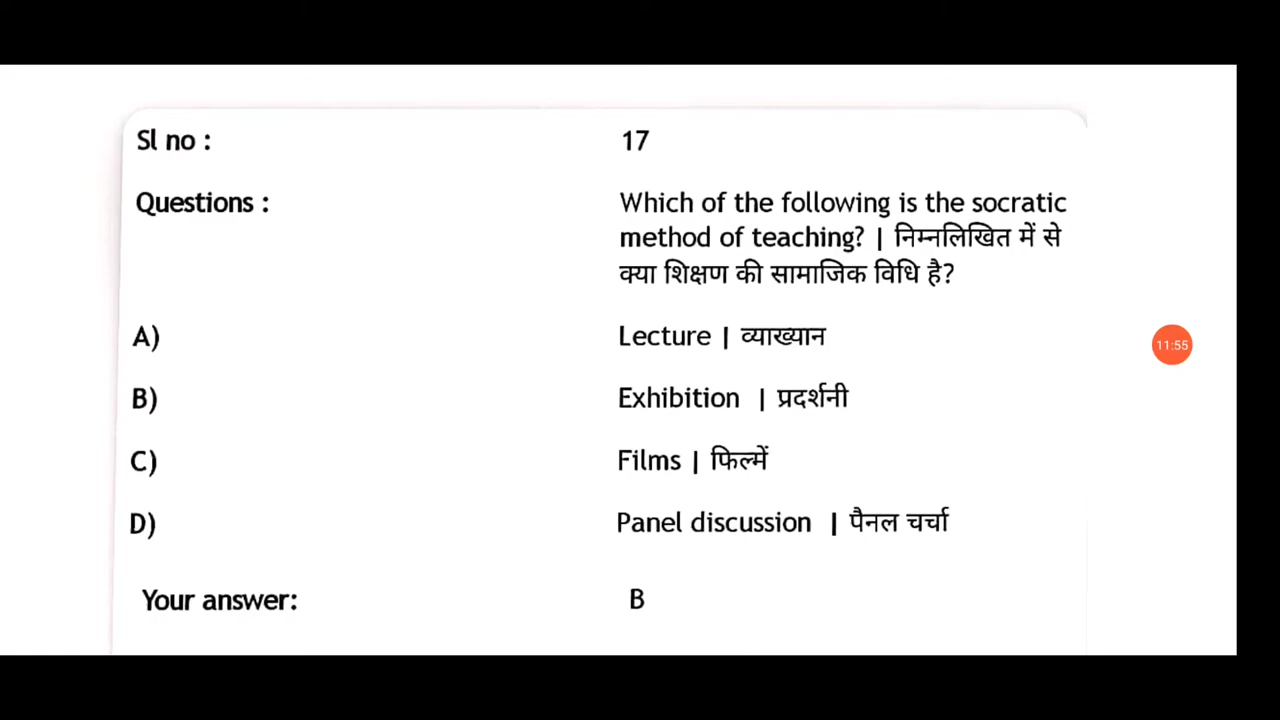 Sl no : 17
Questions : Which of the following is the socratic
method of teaching? | निम्नलिखित में से
क्या शिक्षण की सामाजिक विधि है?
A) Lecture | व्याख्यान
B) Exhibition | प्रदर्शनी
C) Films | फिल्में
D) Panel discussion | पैनल चर्चा
Your answer: B
11:55